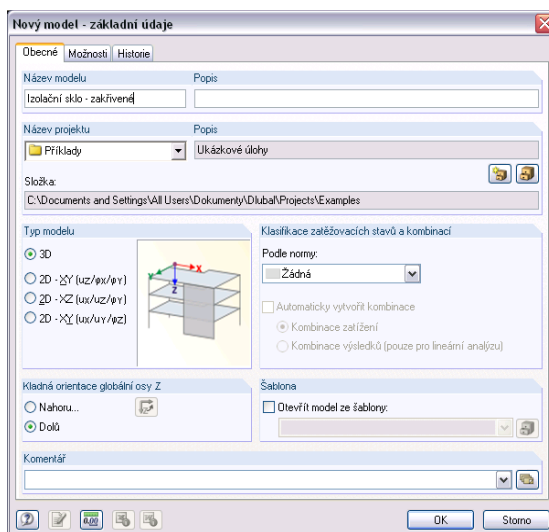 Nový model - základní údaje
Obecné Možnosti Historie
Název modelu Popis
Izolační sklo - zakřivené
Název projektu Popis
Příklady Ukázkové úlohy
Složka:
C:\Documents and Settings\All Users\Dokumenty\Dlubal\Projects\Examples
Typ modelu Klasifikace zatěžovacích stavů a kombinací
3D Podle normy:
2D - XY (uz/φx/φY) Žádná
2D - XZ (ux/uz/φY) Automaticky vytvořit kombinace
2D - XY (ux/uY/φZ) Kombinace zatížení
Kombinace výsledků (pouze pro lineární analýzu)
X
Y
Z
Kladná orientace globální osy Z Šablona
Nahoru... Otevřít model ze šablony:
Dolů
Komentář
0,00
OK Storno